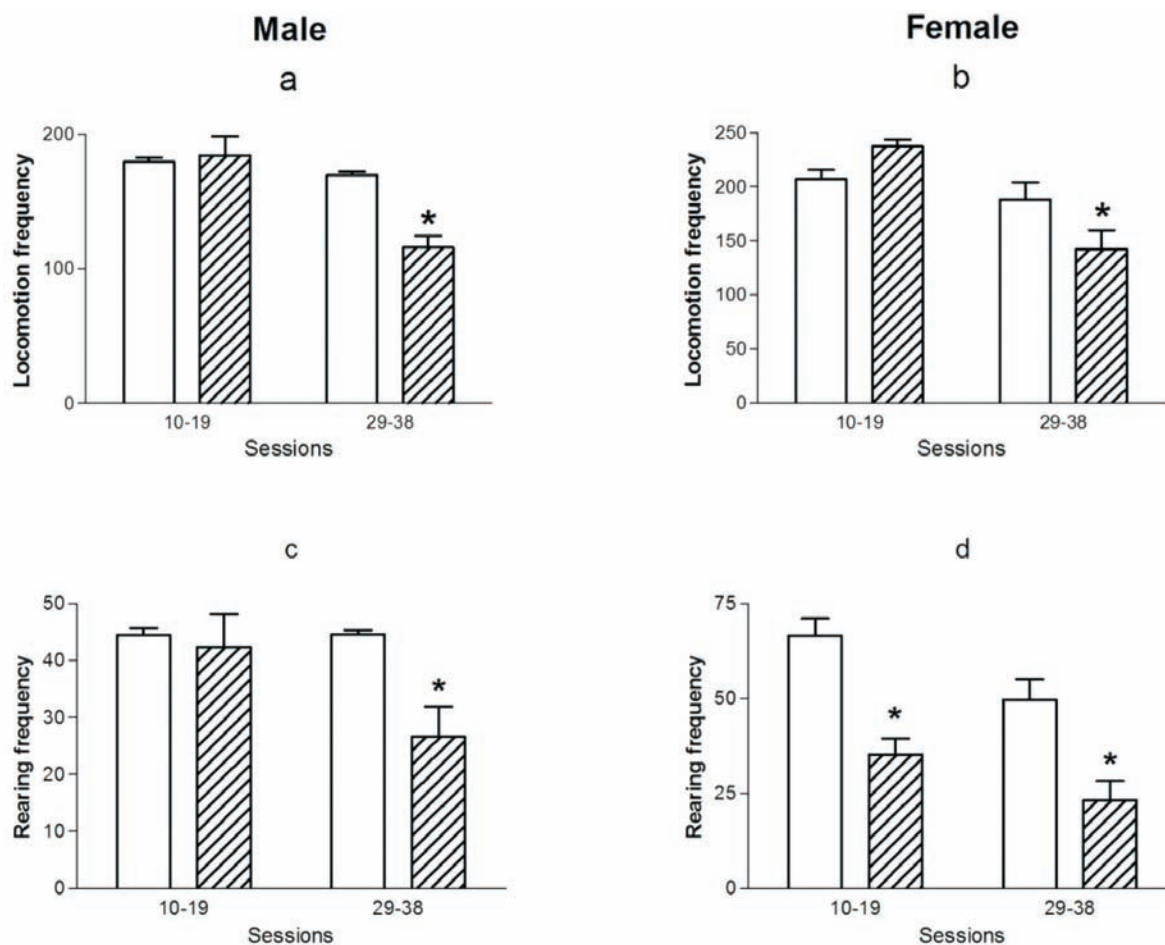 Male
Female
a
b
Locomotion frequency
200
100
0
*
10-19
29-38
Sessions
Locomotion frequency
250
200
150
100
50
0
*
10-19
29-38
Sessions
c
d
Rearing frequency
50
40
30
20
10
0
*
10-19
29-38
Sessions
Rearing frequency
75
50
25
0
*
*
10-19
29-38
Sessions